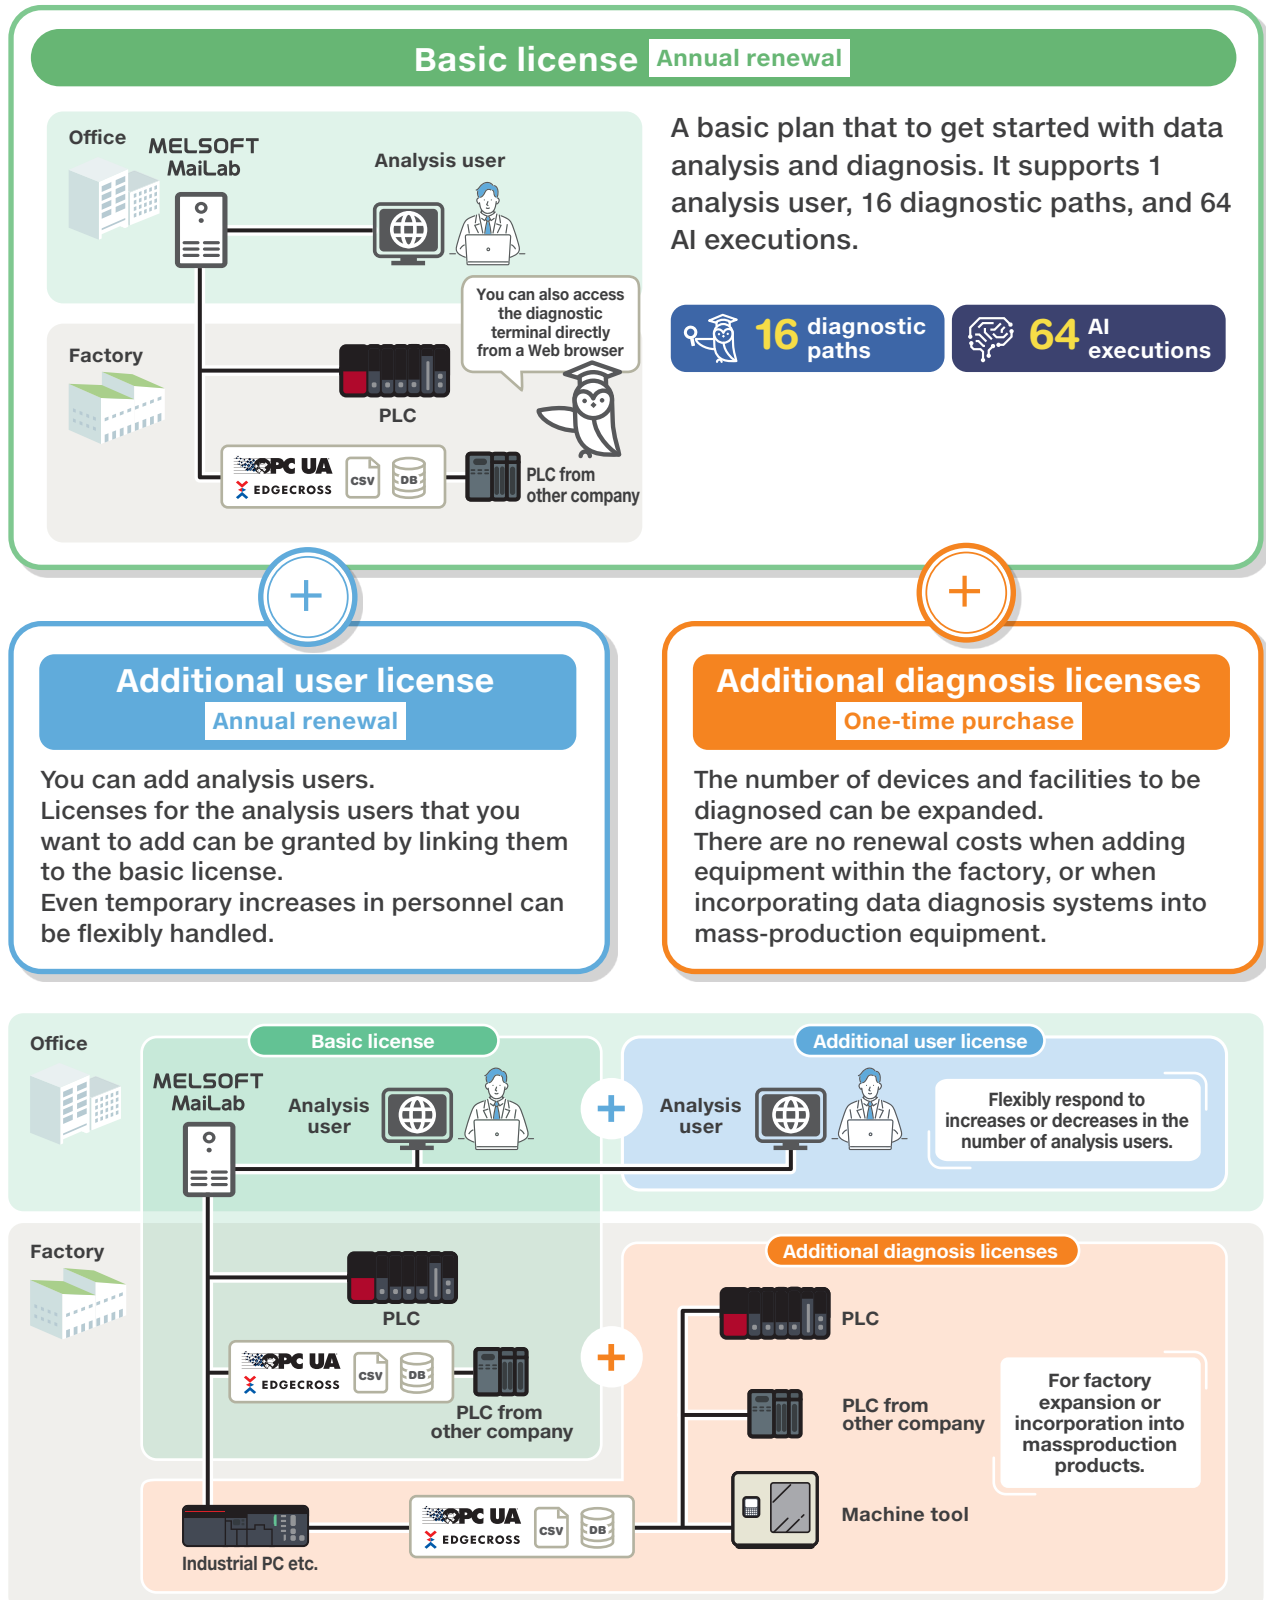 Basic license Annual renewal
Office
MELSOFT
MaiLab
Analysis user
You can also access
the diagnostic
terminal directly
from a Web browser
Factory
PLC
OPC UA
EDGECROSS
CSV
DB
PLC from
other company
A basic plan that to get started with data
analysis and diagnosis. It supports 1
analysis user, 16 diagnostic paths, and 64
AI executions.
16 diagnostic
paths
64 AI
executions
+
+
Additional user license
Annual renewal
You can add analysis users.
Licenses for the analysis users that you
want to add can be granted by linking them
to the basic license.
Even temporary increases in personnel can
be flexibly handled.
Additional diagnosis licenses
One-time purchase
The number of devices and facilities to be
diagnosed can be expanded.
There are no renewal costs when adding
equipment within the factory, or when
incorporating data diagnosis systems into
mass-production equipment.
Office
Basic license
MELSOFT
MaiLab
Analysis
user
+
Additional user license
Analysis
user
Flexibly respond to
increases or decreases in the
number of analysis users.
Factory
PLC
OPC UA
EDGECROSS
CSV
DB
PLC from
other company
+
Additional diagnosis licenses
PLC
PLC from
other company
For factory
expansion or
incorporation into
massproduction
products.
Machine tool
Industrial PC etc.
OPC UA
EDGECROSS
CSV
DB